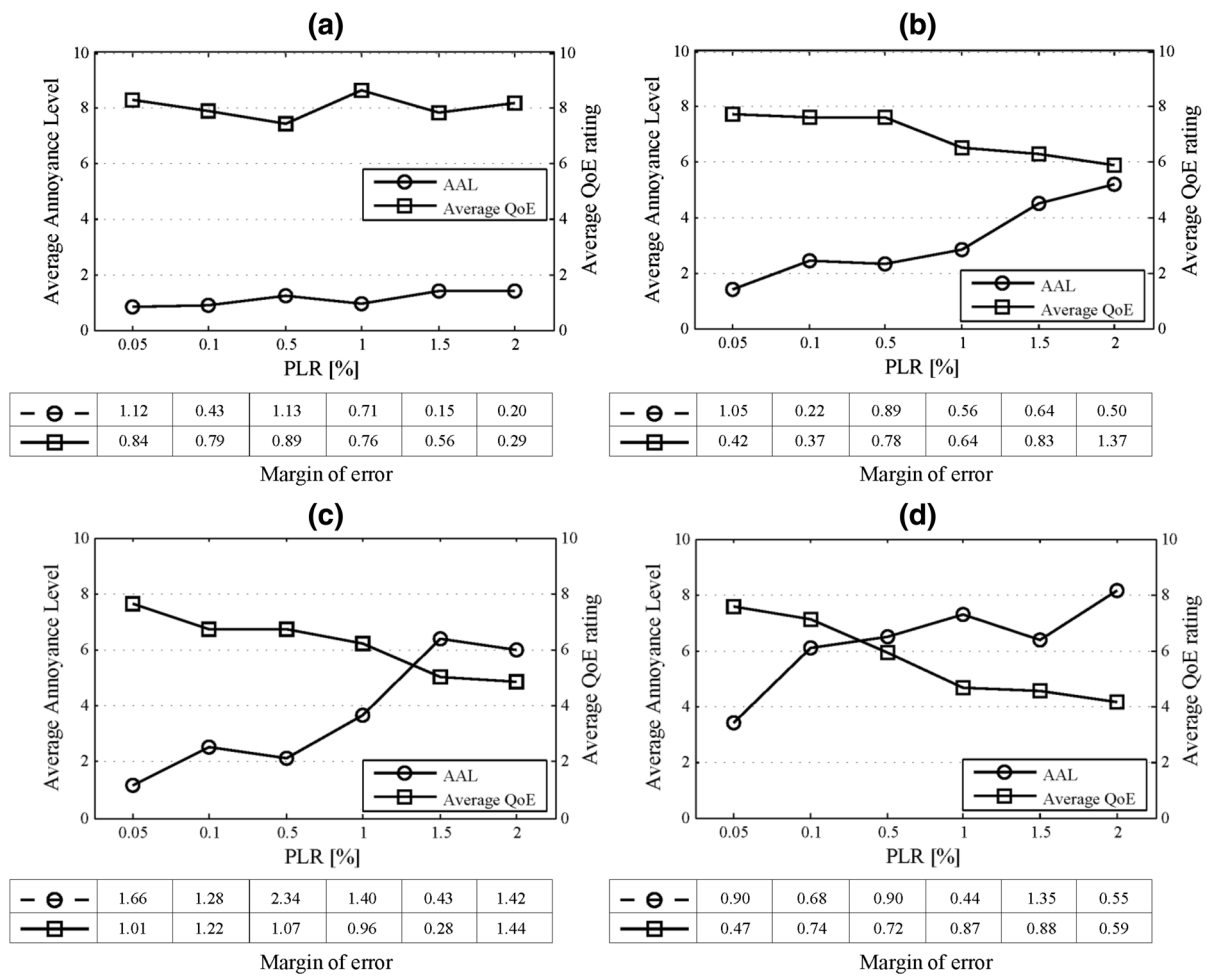 (a)
10
8
6
4
2
0
Average Annoyance Level
10
8
6
4
2
0
Average QoE rating
AAL
Average QoE
0.05 0.1 0.5 1 1.5 2
PLR [%]
1.12 0.43 1.13 0.71 0.15 0.20
0.84 0.79 0.89 0.76 0.56 0.29
Margin of error
(b)
10
8
6
4
2
0
Average Annoyance Level
10
8
6
4
2
0
Average QoE rating
AAL
Average QoE
0.05 0.1 0.5 1 1.5 2
PLR [%]
1.05 0.22 0.89 0.56 0.64 0.50
0.42 0.37 0.78 0.64 0.83 1.37
Margin of error
(c)
10
8
6
4
2
0
Average Annoyance Level
10
8
6
4
2
0
Average QoE rating
AAL
Average QoE
0.05 0.1 0.5 1 1.5 2
PLR [%]
1.66 1.28 2.34 1.40 0.43 1.42
1.01 1.22 1.07 0.96 0.28 1.44
Margin of error
(d)
10
8
6
4
2
0
Average Annoyance Level
10
8
6
4
2
0
Average QoE rating
AAL
Average QoE
0.05 0.1 0.5 1 1.5 2
PLR [%]
0.90 0.68 0.90 0.44 1.35 0.55
0.47 0.74 0.72 0.87 0.88 0.59
Margin of error